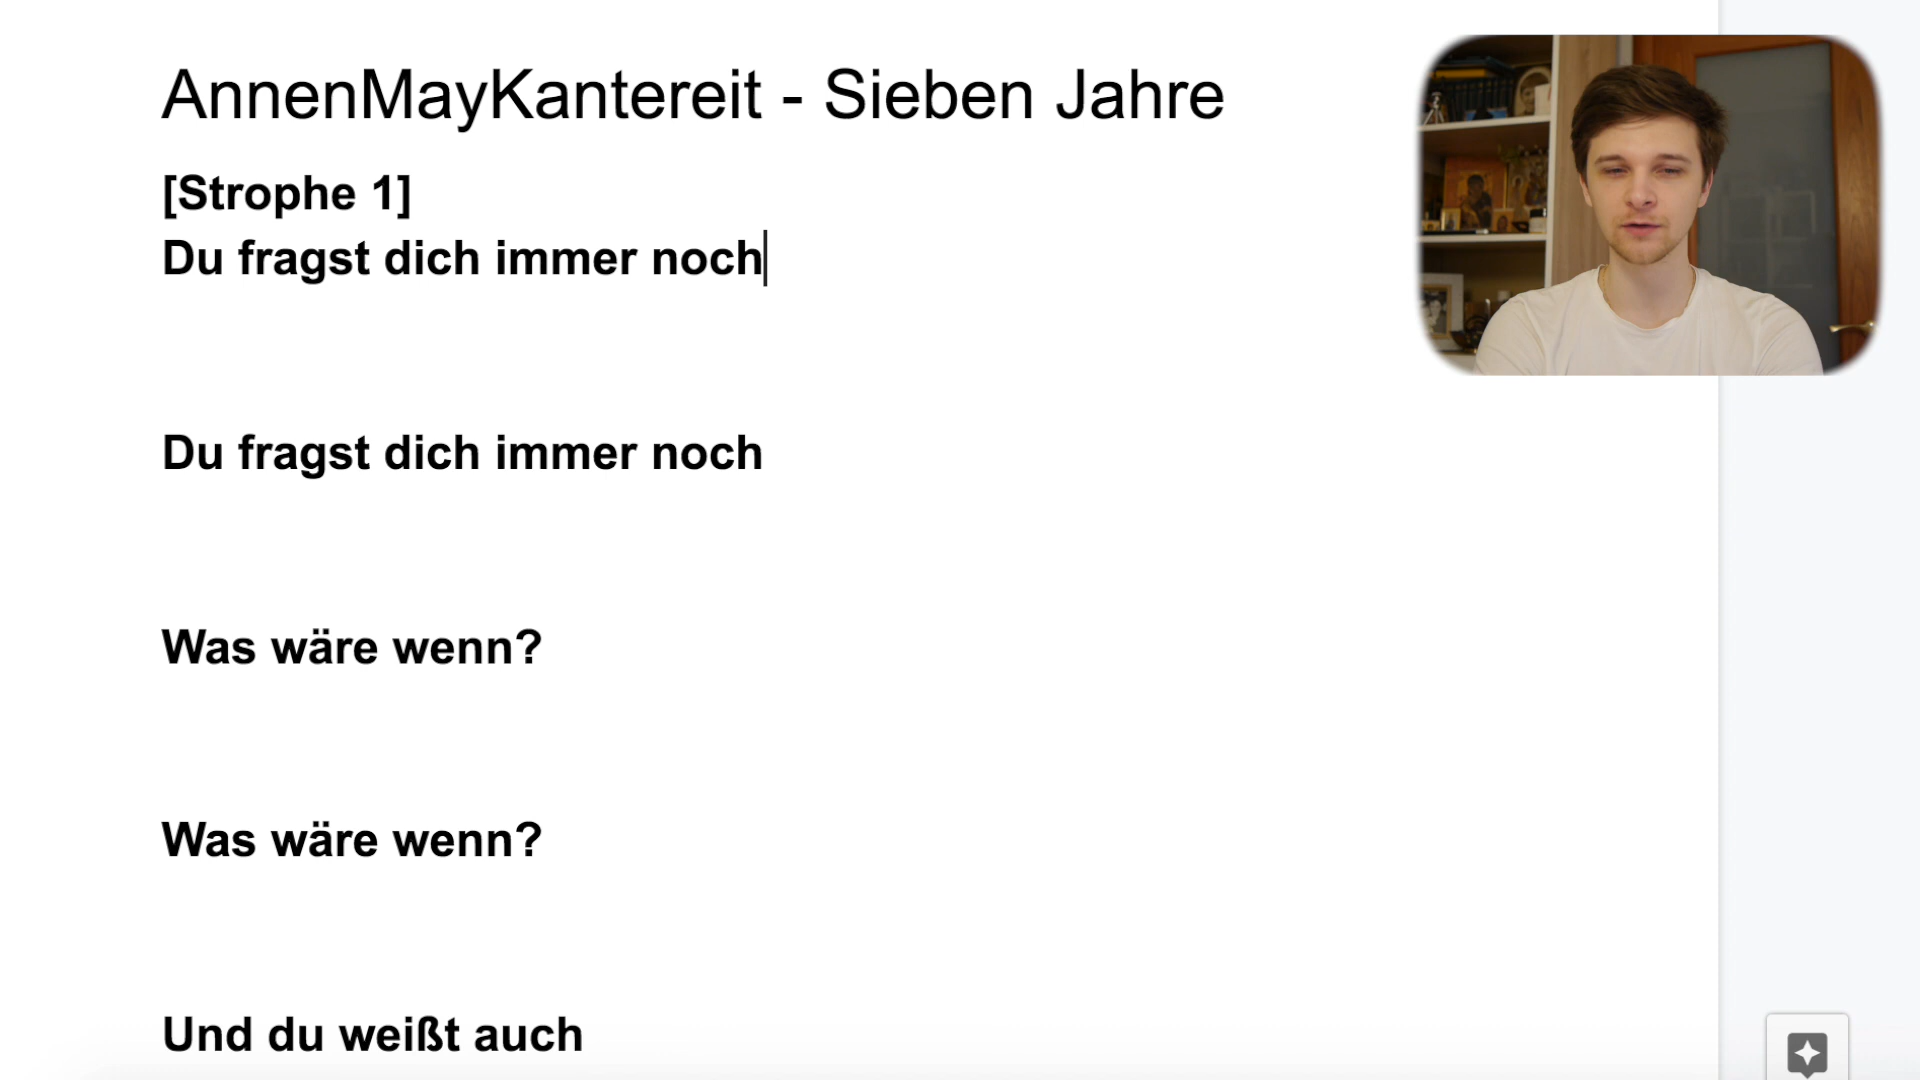 AnnenMayKantereit - Sieben Jahre
[Strophe 1]
Du fragst dich immer noch
Du fragst dich immer noch
Was wäre wenn?
Was wäre wenn?
Und du weißt auch